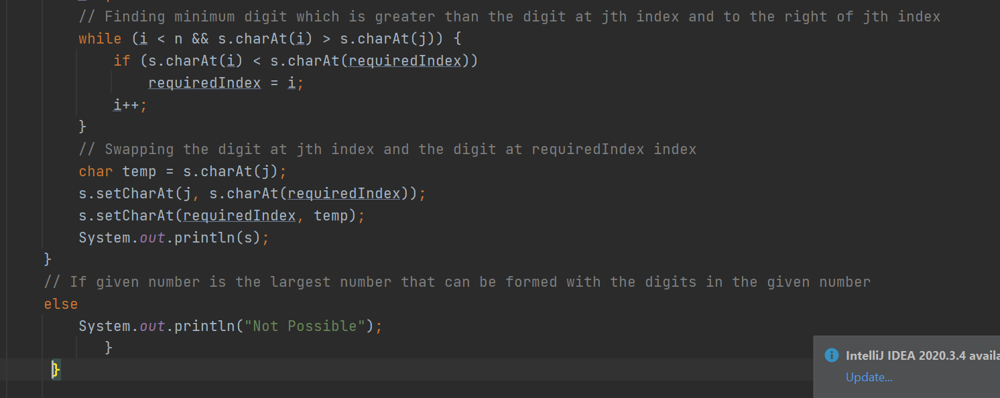 // Finding minimum digit which is greater than the digit at jth index and to the right of jth index
while (i < n && s.charAt(i) > s.charAt(j)) {
if (s.charAt(i) < s.charAt(requiredIndex))
requiredIndex = i;
i++;
}
// Swapping the digit at jth index and the digit at requiredIndex index
char temp = s.charAt(j);
s.setCharAt(j, s.charAt(requiredIndex));
s.setCharAt(requiredIndex, temp);
System.out.println(s);
}
// If given number is the largest number that can be formed with the digits in the given number
else
System.out.println("Not Possible");
}
}
IntelliJ IDEA 2020.3.4 availa
Update...